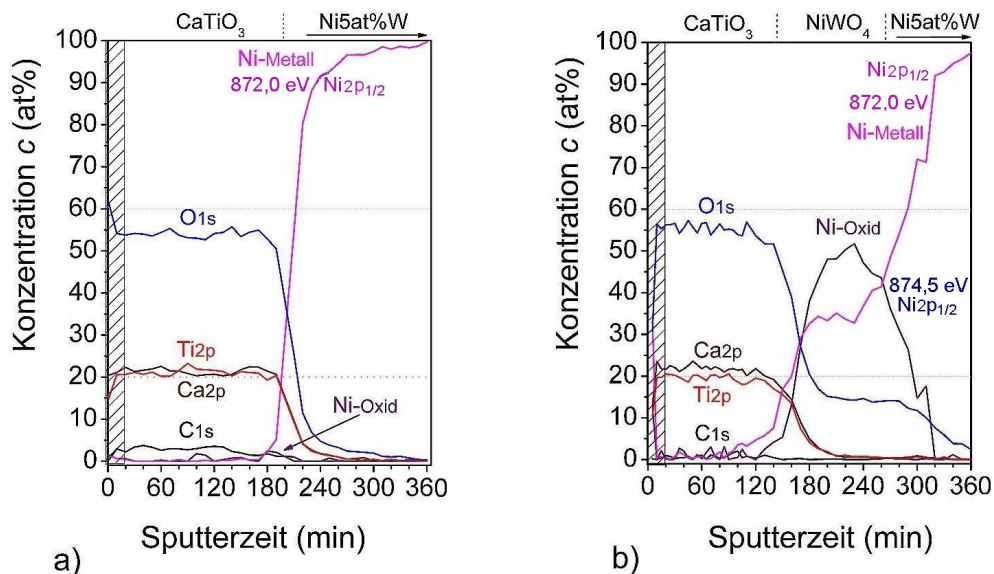 CaTiO3
Ni5at%W
Konzentration c (at%)
100
90
80
70
60
50
40
30
20
10
0
Ni-Metall
872,0 eV
Ni2p1/2
O1s
Ti2p
Ca2p
Ni-Oxid
C1s
0 60 120 180 240 300 360
Sputterzeit (min)
a)
CaTiO3
NiWO4
Ni5at%W
Konzentration c (at%)
100
90
80
70
60
50
40
30
20
10
0
Ni2p1/2
872,0 eV
Ni-Metall
O1s
Ni-Oxid
874,5 eV
Ni2p1/2
Ca2p
Ti2p
C1s
0 60 120 180 240 300 360
Sputterzeit (min)
b)